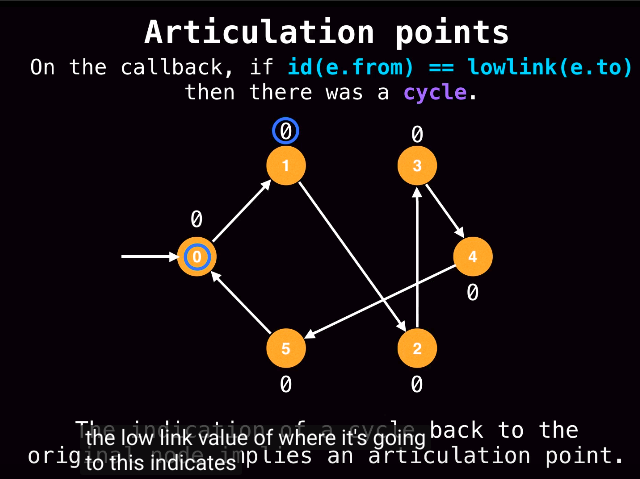 Articulation points
On the callback, if id(e.from) == lowlink(e.to)
then there was a cycle.
0
0
1
3
0
0
4
0
5
2
0
0
The indication of a cycle back to the
original node implies an articulation point.
the low link value of where it's going
to this indicates